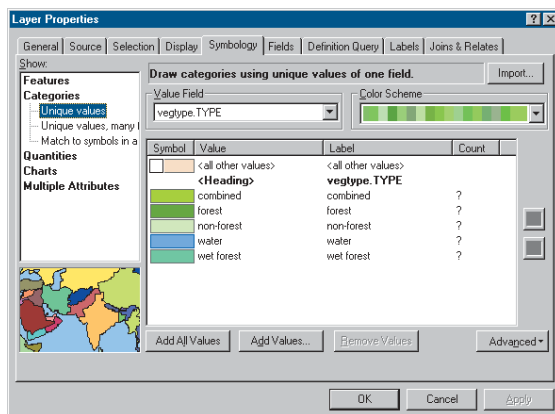 Layer Properties
General Source Selection Display Symbology Fields Definition Query Labels Joins & Relates
Show:
Features
Categories
Unique values
Unique values, many
Match to symbols in a
Quantities
Charts
Multiple Attributes
Draw categories using unique values of one field.
Import...
Value Field
vegtype.TYPE
Color Scheme
Symbol Value Label Count
<all other values> <all other values>
<Heading> vegtype.TYPE
combined combined ?
forest forest ?
non-forest non-forest ?
water water ?
wet forest wet forest ?
Add All Values Add Values... Remove Values Advanced
OK Cancel Apply